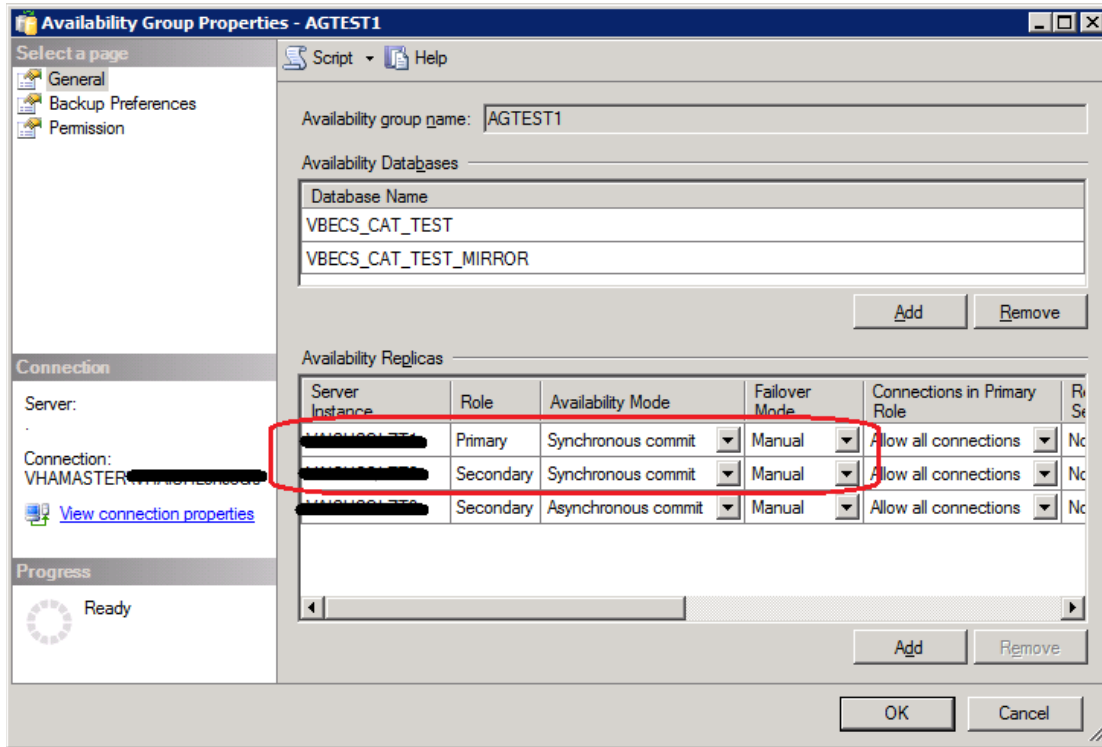 Availability Group Properties - AGTEST1
Select a page
General
Backup Preferences
Permission
Script
Help
Availability group name: AGTEST1
Availability Databases
Database Name
VBECS_CAT_TEST
VBECS_CAT_TEST_MIRROR
Add Remove
Connection
Server:
.
Connection:
VHAMASTER
View connection properties
Progress
Ready
Availability Replicas
Server Instance Role Availability Mode Failover Mode Connections in Primary Role
Primary Synchronous commit Manual Allow all connections
Secondary Synchronous commit Manual Allow all connections
Secondary Asynchronous commit Manual Allow all connections
Add Remove
OK Cancel